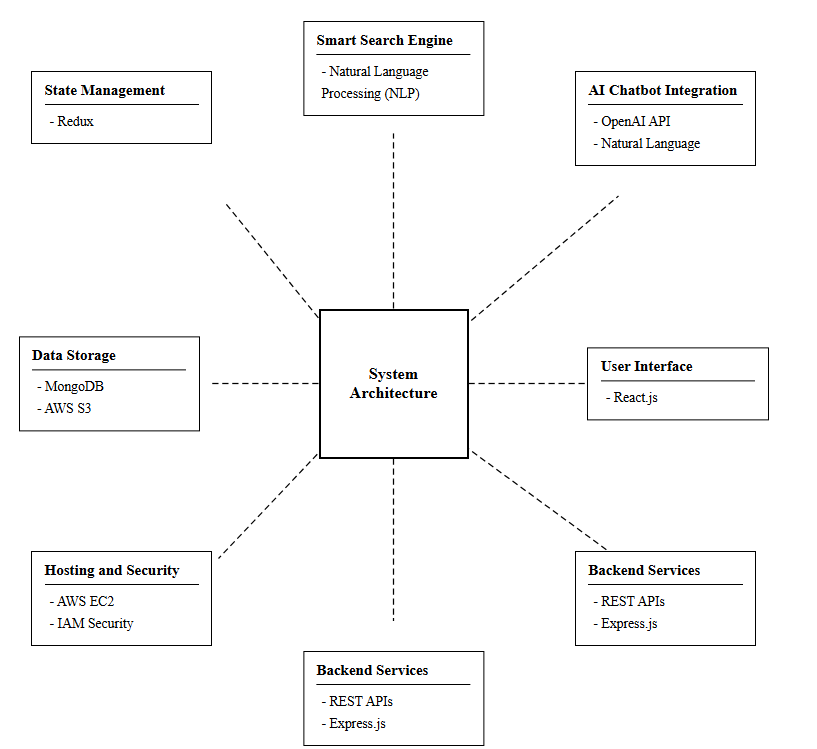 Smart Search Engine
- Natural Language
Processing (NLP)
State Management
- Redux
AI Chatbot Integration
- OpenAI API
- Natural Language
System
Architecture
Data Storage
- MongoDB
- AWS S3
User Interface
- React.js
Hosting and Security
- AWS EC2
- IAM Security
Backend Services
- REST APIs
- Express.js
Backend Services
- REST APIs
- Express.js